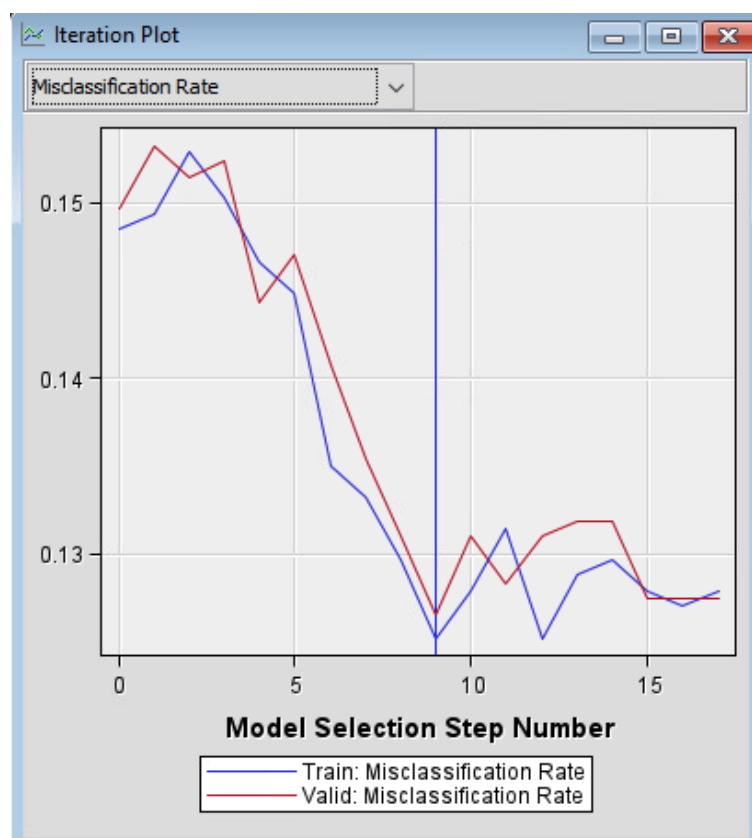 Iteration Plot
Misclassification Rate
0.15
0.14
0.13
0 5 10 15
Model Selection Step Number
Train: Misclassification Rate
Valid: Misclassification Rate